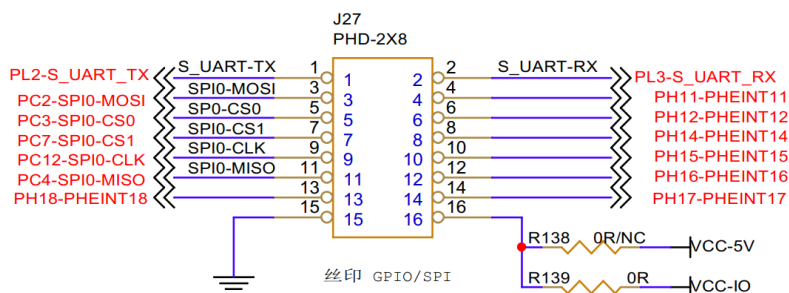 J27
PHD-2X8
PL2-S_UART_TX S_UART-TX 1 1 2 2 S_UART-RX PL3-S_UART_RX
PC2-SPI0-MOSI SPI0-MOSI 3 3 4 4 PH11-PHEINT11
PC3-SPI0-CS0 SP0-CS0 5 5 6 6 PH12-PHEINT12
PC7-SPI0-CS1 SPI0-CS1 7 7 8 8 PH14-PHEINT14
PC12-SPI0-CLK SPI0-CLK 9 9 10 10 PH15-PHEINT15
PC4-SPI0-MISO SPI0-MISO 11 11 12 12 PH16-PHEINT16
PH18-PHEINT18 13 13 14 14 PH17-PHEINT17
15 15 16 16
R138 0R/NC VCC-5V
丝印 GPIO/SPI
R139 0R VCC-IO